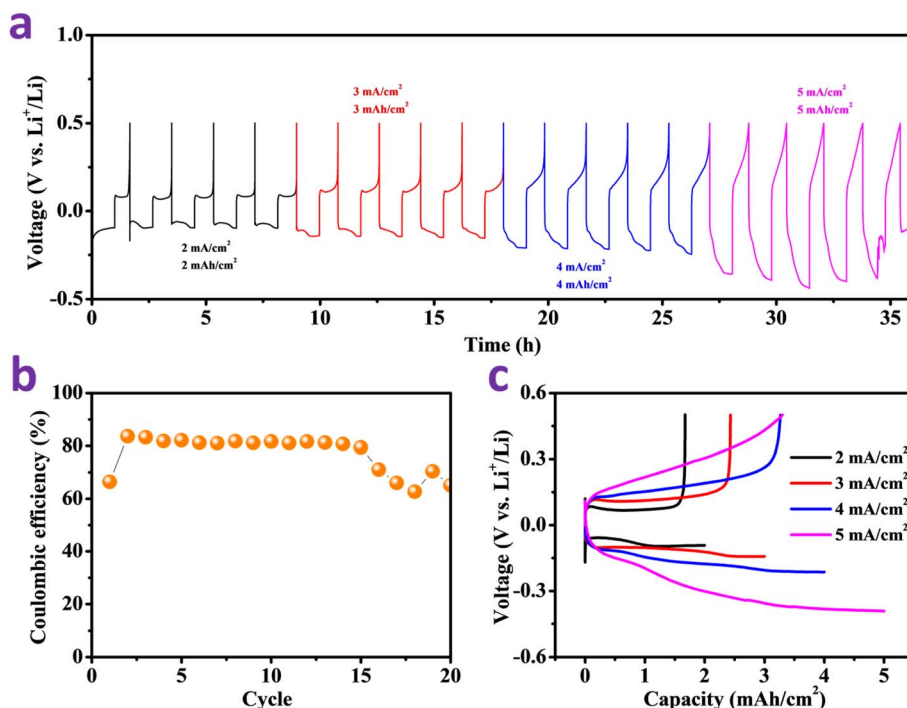 a
1.0
0.5
0.0
-0.5
Voltage (V vs. Li⁺/Li)
3 mA/cm²
3 mAh/cm²
5 mA/cm²
5 mAh/cm²
2 mA/cm²
2 mAh/cm²
4 mA/cm²
4 mAh/cm²
0 5 10 15 20 25 30 35
Time (h)
b
100
80
60
40
20
0
Coulombic efficiency (%)
0 5 10 15 20
Cycle
c
0.6
0.3
0.0
-0.3
-0.6
Voltage (V vs. Li⁺/Li)
2 mA/cm²
3 mA/cm²
4 mA/cm²
5 mA/cm²
0 1 2 3 4 5
Capacity (mAh/cm²)